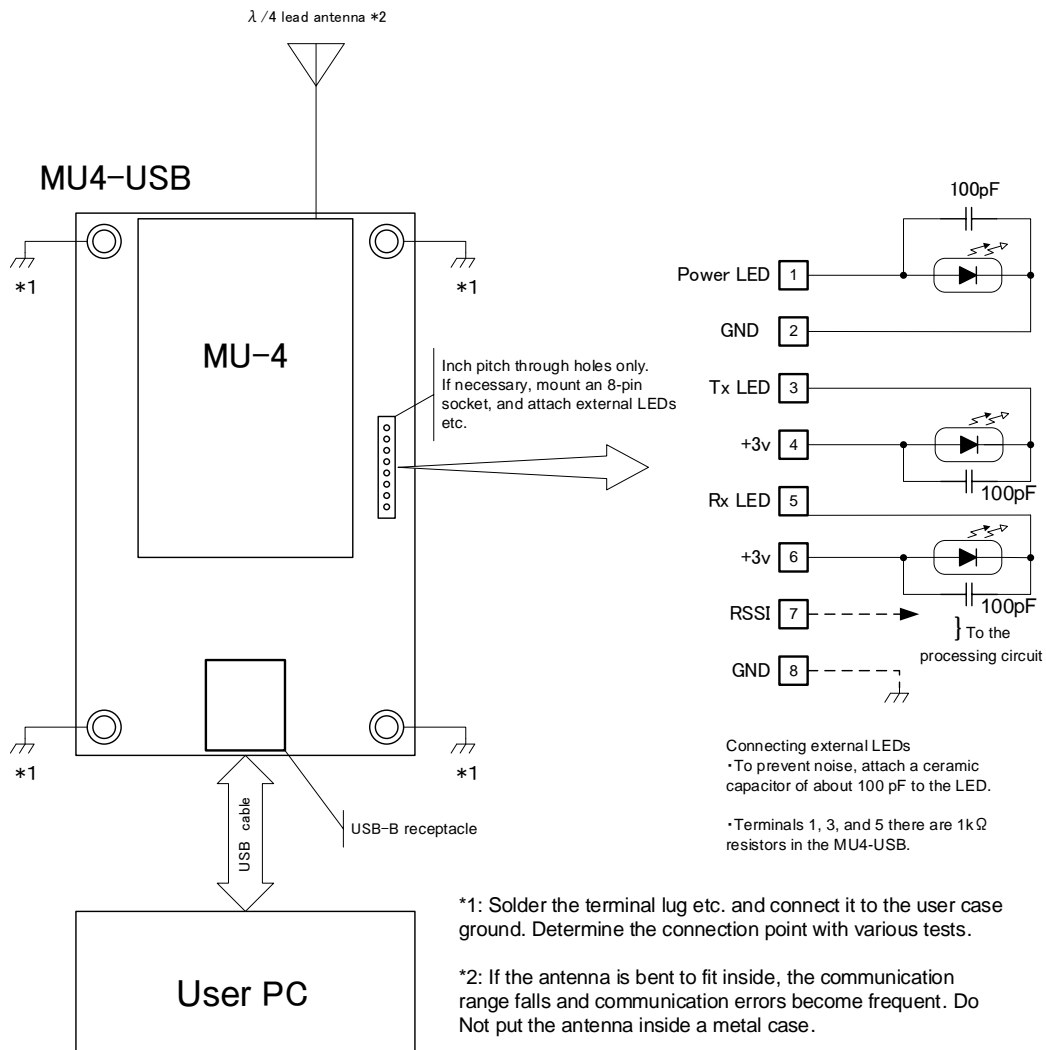 λ/4 lead antenna *2
MU4-USB
*1
*1
MU-4
Inch pitch through holes only.
If necessary, mount an 8-pin
socket, and attach external LEDs
etc.
*1
*1
USB cable
USB-B receptacle
User PC
100pF
Power LED 1
GND 2
Tx LED 3
+3v 4
100pF
Rx LED 5
+3v 6
100pF
RSSI 7
} To the
processing circuit
GND 8
Connecting external LEDs
・To prevent noise, attach a ceramic
capacitor of about 100 pF to the LED.
・Terminals 1, 3, and 5 there are 1kΩ
resistors in the MU4-USB.
*1: Solder the terminal lug etc. and connect it to the user case
ground. Determine the connection point with various tests.
*2: If the antenna is bent to fit inside, the communication
range falls and communication errors become frequent. Do
Not put the antenna inside a metal case.